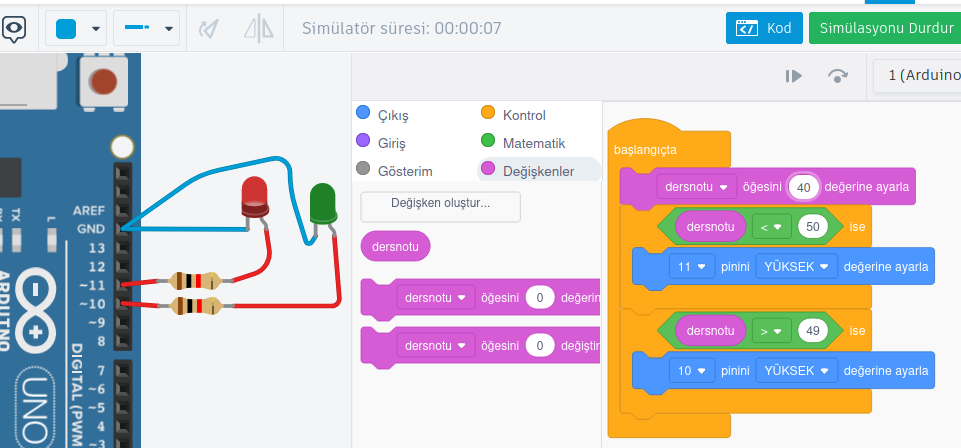 Simülatör süresi: 00:00:07
Kod
Simülasyonu Durdur
1 (Arduino
Çıkış
Kontrol
Giriş
Matematik
Gösterim
Değişkenler
Değişken oluştur...
dersnotu
dersnotu öğesini 0 değerin
dersnotu öğesini 0 değiştir
başlangıçta
dersnotu öğesini 40 değerine ayarla
dersnotu < 50 ise
11 pinini YÜKSEK değerine ayarla
dersnotu > 49 ise
10 pinini YÜKSEK değerine ayarla
AREF
GND
13
12
~11
~10
~9
8
7
~6
~5
4
~3
TX
L
ARDUINO
UNO
DIGITAL (PWM